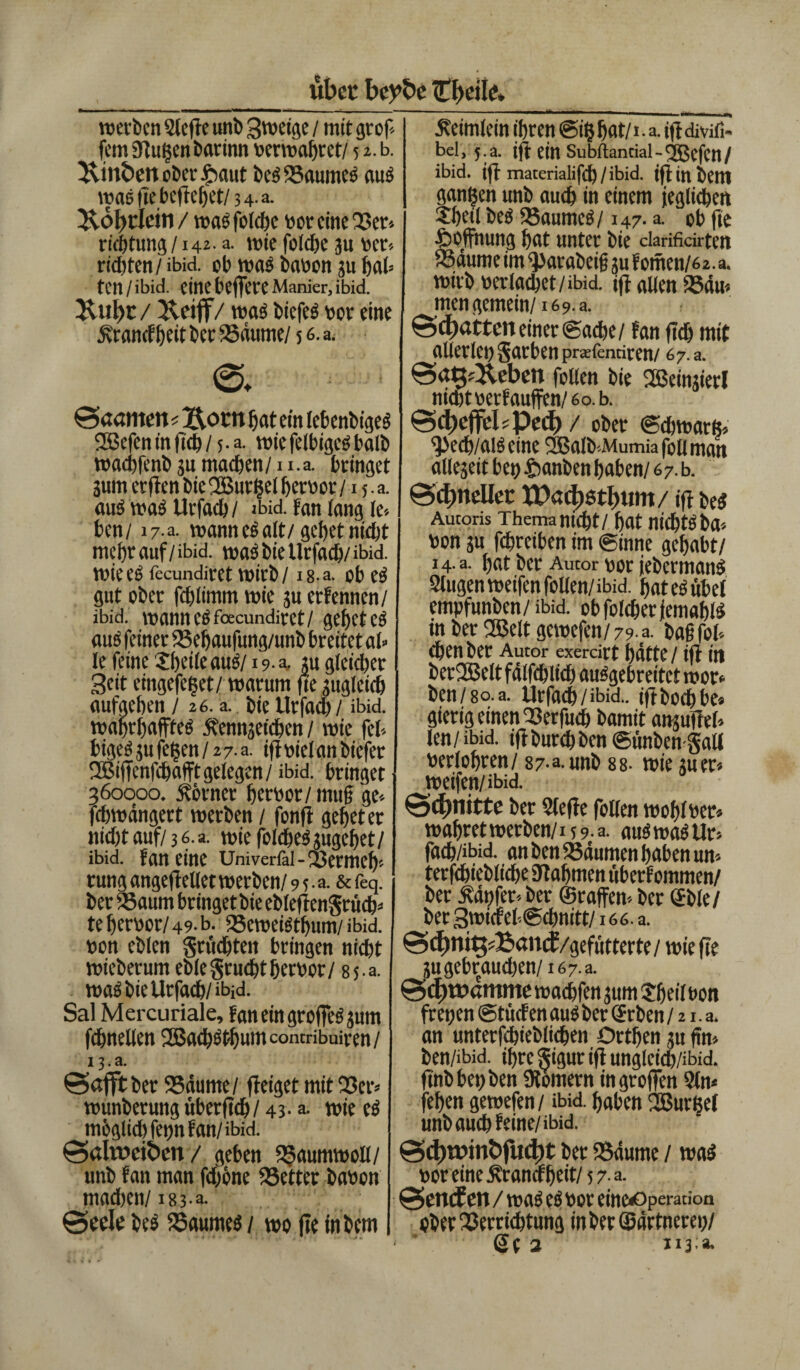 über beyde Theile.
werden Aeste und Zweige / mit gros-
sem Nutzen darinn verwahret/ 52.b.
Rinden oder Haut des Baumes aus
was sie bestehet/ 34.a.
Röhrlein / was solche vor eine Ver-
richtung / 142. a. wie solche zu ver-
richten / ibid. ob was davon zu hal-
ten / ibid. eine bessere Manier, ibid.
Ruhr / Reiff / was dieses vor eine
Kranckheit der Bäume/ 56.a.
S.
Saamen-Korn hat ein lebendiges
Wesen in sich / 5.a. wie selbiges bald
wachsend zu machen/ 11.a. bringet
zum ersten die Wurtzel hervor / 15.a.
aus was Ursach / ibid. kan lang le-
ben/ 17.a. wann es alt / gehet nicht
mehr auf / ibid. was die Ursach/ ibid.
wie es fecundiret wird / 18.a. ob es
gut oder schlimm wie zu erkennen/
ibid. wann es foecundiret / gehet es
aus seiner Behausung/und breitet al-
le seine Theile aus/ 19.a. zu gleicher
Zeit eingesetzet / warum sie zugleich
aufgehen / 26. a. die Ursach / ibid.
wahrhafftes Kennzeichen / wie sel-
biges zu setzen / 27.a. ist viel an dieser
Wissenschafft gelegen / ibid. bringet
360000. Körner hervor / muß ge-
schwängert werden / sonst gehet er
nicht auf / 36.a. wie solches zugehet /
ibid. kan eine Univerfal-Vermeh-
rung angestellet werden/ 95.a. & feq.
der Baum bringet die edlesten Früch-
te hervor/ 49.b. Beweisthum/ ibid.
von edlen Früchten bringen nicht
wiederum edle Frucht hervor / 85.a.
was die Ursach/ ibid.
Sal Mercuriale, kan ein grosses zum
schnellen Wachsthum contribuiren /
13.a.
Safft der Bäume / steiget mit Ver-
wunderung übersich / 43. a. wie es
möglich seyn kan/ ibid.
Salweiden / geben Baumwoll /
und kan man schöne Better davon
machen/ 183.a.
Seele des Baumes / wo sie in dem
Keimlein ihren Sitz hat/ 1. a. ist divifi-
bel, 5.a. ist ein Subftantial-Wesen /
ibid. ist materialisch / ibid. ist in dem
gantzen und auch in einem jeglichen
Theil des Baumes / 147. a. ob sie
Hoffnung hat unter die clarificirten
Bäume im Paradeiß zu komen/62.a.
wird verlachet / ibid. ist allen Bäu-
men gemein/ 169.a.
Schatten einer Sache / kan sich mit
allerley Farben præfentiren/ 67.a.
Satz-Reben sollen die Weinzierl
nicht verkauffen/ 60.b.
Scheffel-Pech / oder Schwartz-
Pech/als eine Wald-Mumia soll man
allezeit bey Handen haben/ 67.b.
Schneller Wachsthum / ist des
Autoris Thema nicht / hat nichts da-
von zu schreiben im Sinne gehabt /
14.a. hat der Autor vor jedermans
Augen weisen sollen/ ibid. hat es übel
empfunden / ibid. ob solcher jemahls
in der Welt gewesen/ 79.a. daß sol-
chen der Autor exercirt hätte / ist in
der Welt fälschlich ausgebreitet wor-
den / 80.a. Ursach / ibid.. ist doch be-
gierig einen Versuch damit anzustel-
len / ibid. ist durch den Sünden-Fall
verlohren / 87.a. und 88. wie zu er-
weisen/ ibid.
Schnitte der Aeste sollen wohl ver-
wahret werden/ 159.a. aus was Ur-
sach/ibid. an den Bäumen haben un-
terschiedliche Nahmen überkommen/
der Käpfer- der Graffen- der Edle /
der Zwickel-Schnitt/ 166.a.
Schnitz-Banck/gefütterte / wie sie
zu gebrauchen/ 167.a.
Schwämme wachsen zum Theil von
freyen Stücken aus der Erden / 21.a.
an unterschiedlichen Orthen zu fin-
den/ibid. ihre Figur ist ungleich/ibid.
sind bey den Römern in grossen An-
sehen gewesen / ibid. haben Wurtzel
und auch keine/ ibid.
Schwindsucht der Bäume / was
vor eine Kranckheit/ 57.a.
Sencken / was es vor eine Operation
oder Verrichtung in der Gärtnerey/
Cc 2
113.a.